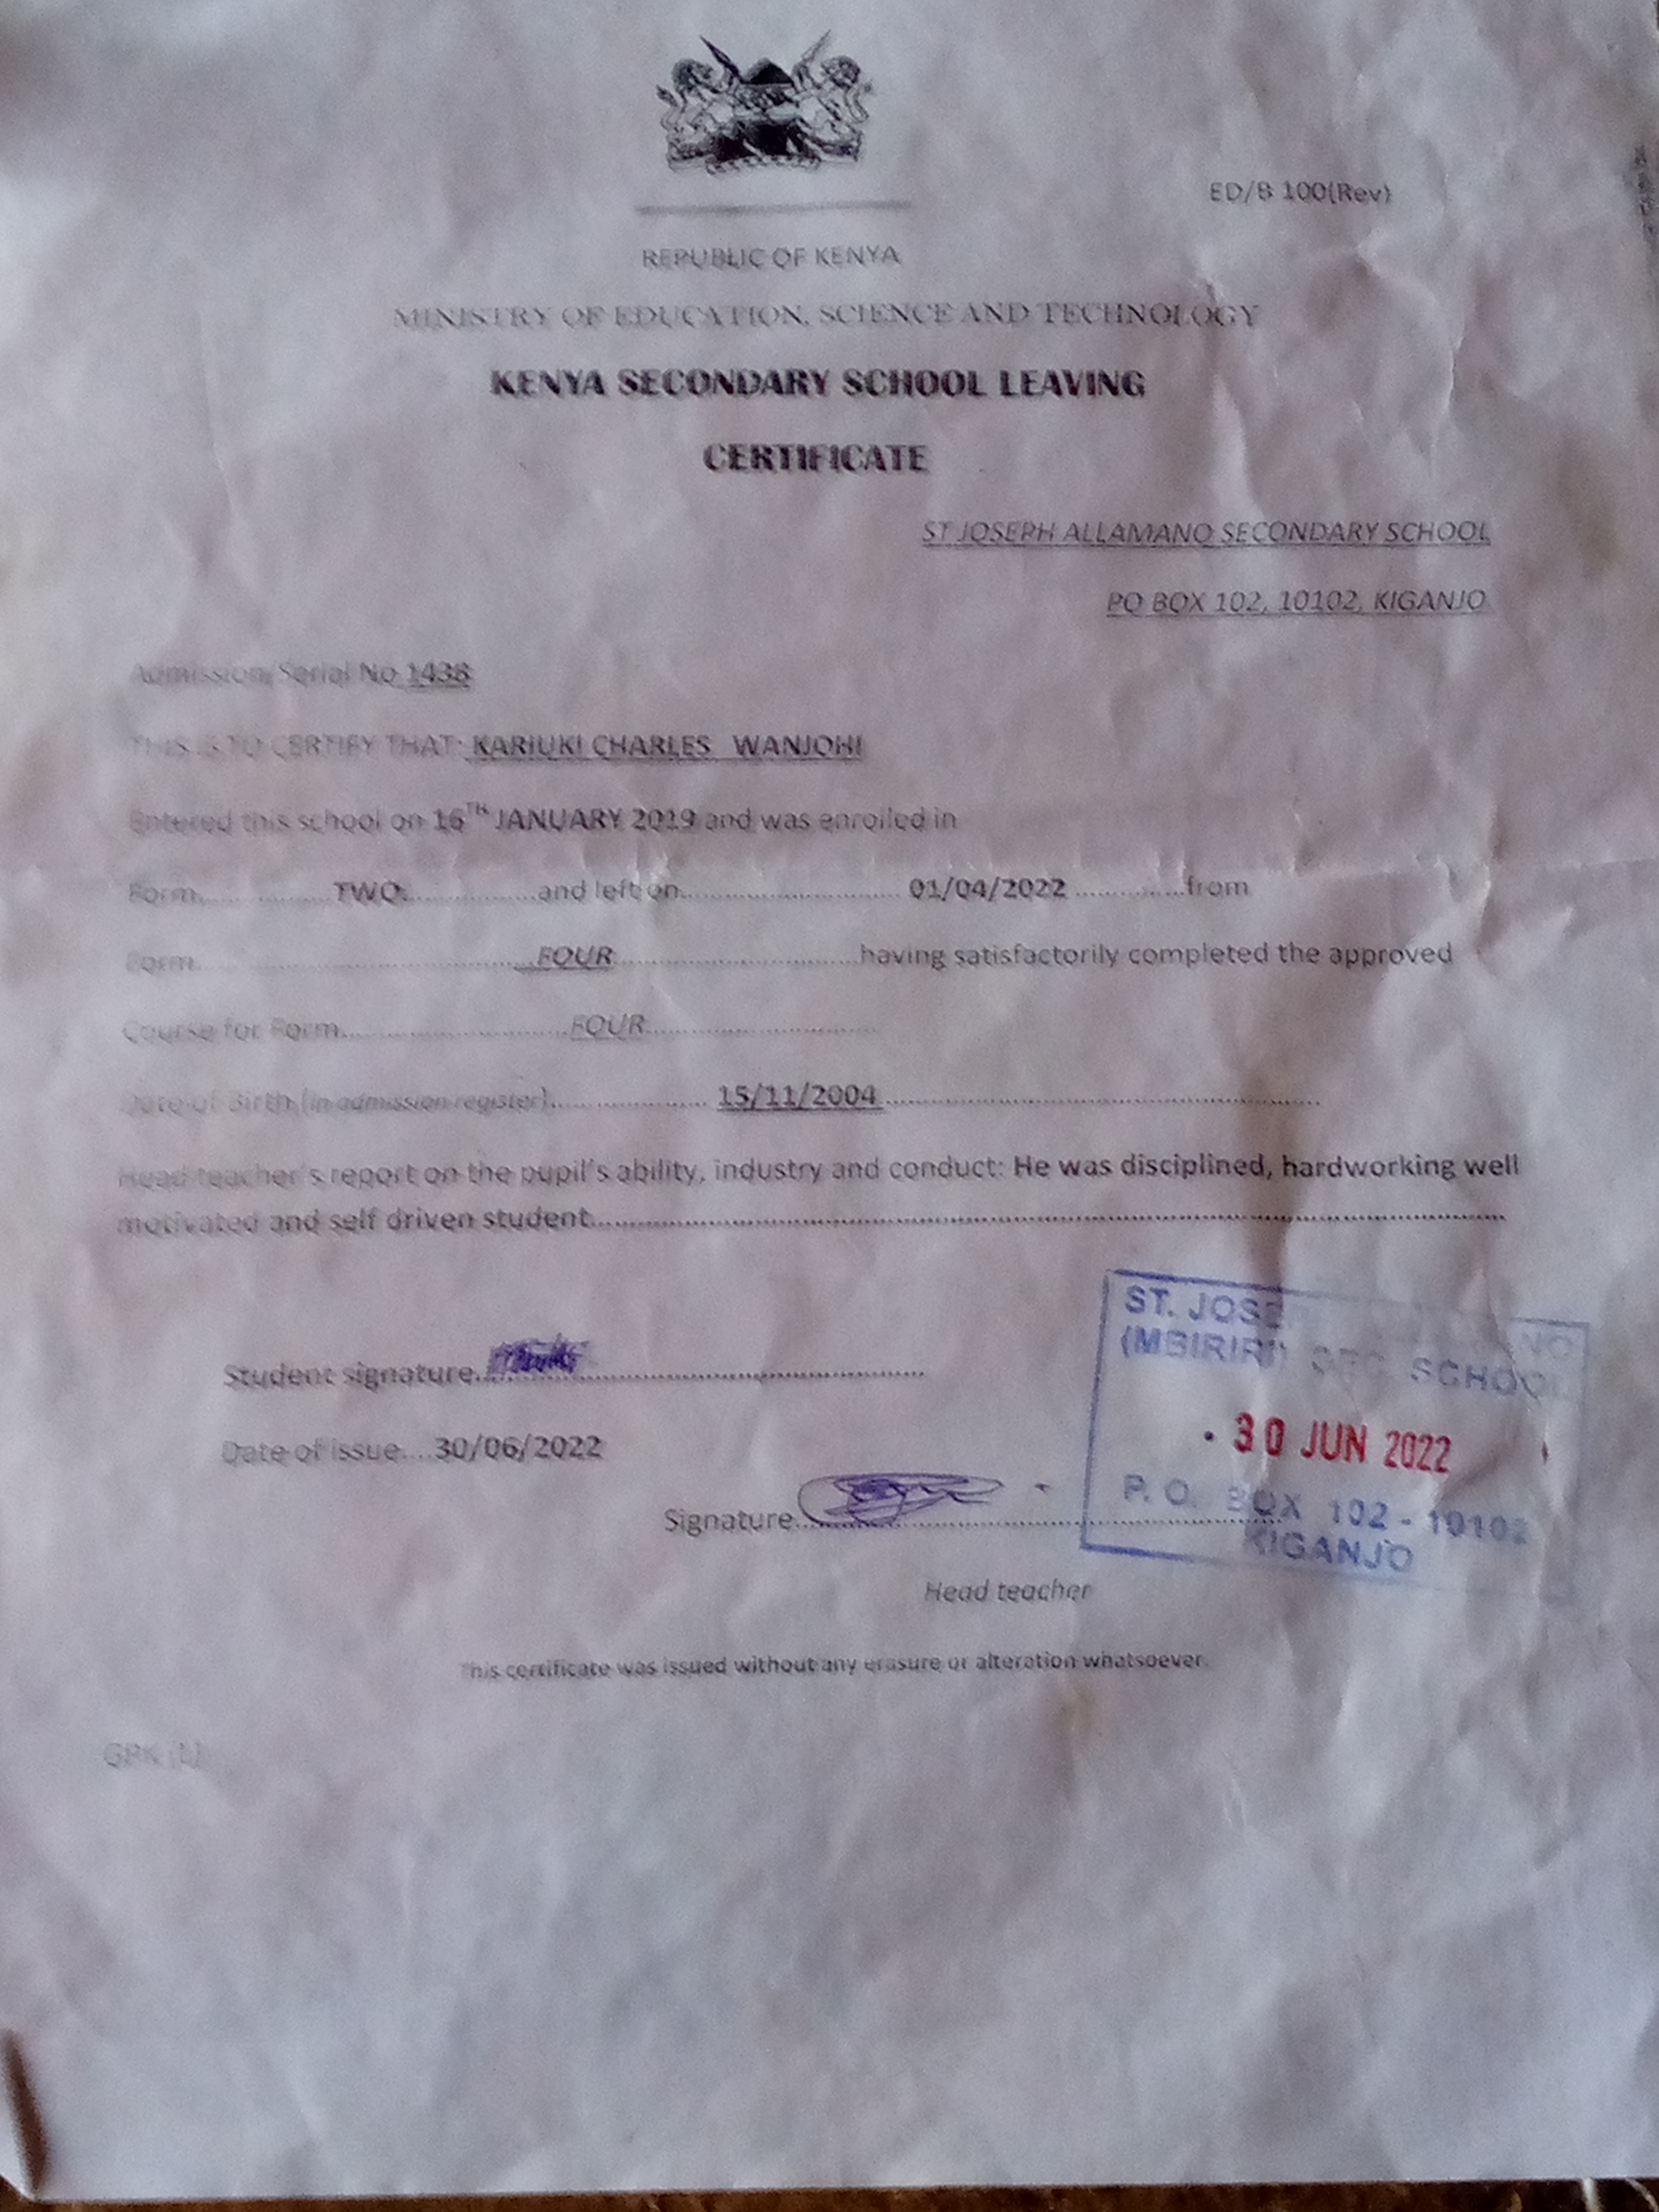 ED/B 100(Rev)
REPUBLIC OF KENYA
MINISTRY OF EDUCATION, SCIENCE AND TECHNOLOGY
KENYA SECONDARY SCHOOL LEAVING
CERTIFICATE
ST JOSEPH ALLAMANO SECONDARY SCHOOL
PO BOX 102, 10102, KIGANJO
Admission/Serial No 1438
THIS IS TO CERTIFY THAT: KARIUKI CHARLES WANJOHI
Entered this school on 16TH JANUARY 2019 and was enrolled in
Form...... ............TWO................and left on........................... 01/04/2022 ..............from
Form.......................................FOUR..............................having satisfactorily completed the approved
Course for Form............................FOUR............................
Date of Birth (in admission register)................... 15/11/2004......................................................
Head teacher's report on the pupil's ability, industry and conduct: He was disciplined, hardworking well
motivated and self driven student..................................................................................
Student signature..............................................
Date of issue....30/06/2022
Signature..............................................
Head teacher
ST. JOSE NO
(MBIRIRI) SEC. SCHOOL
30 JUN 2022
P. O. BOX 102 - 10102
KIGANJO
This certificate was issued without any erasure or alteration whatsoever.
GPK (L)